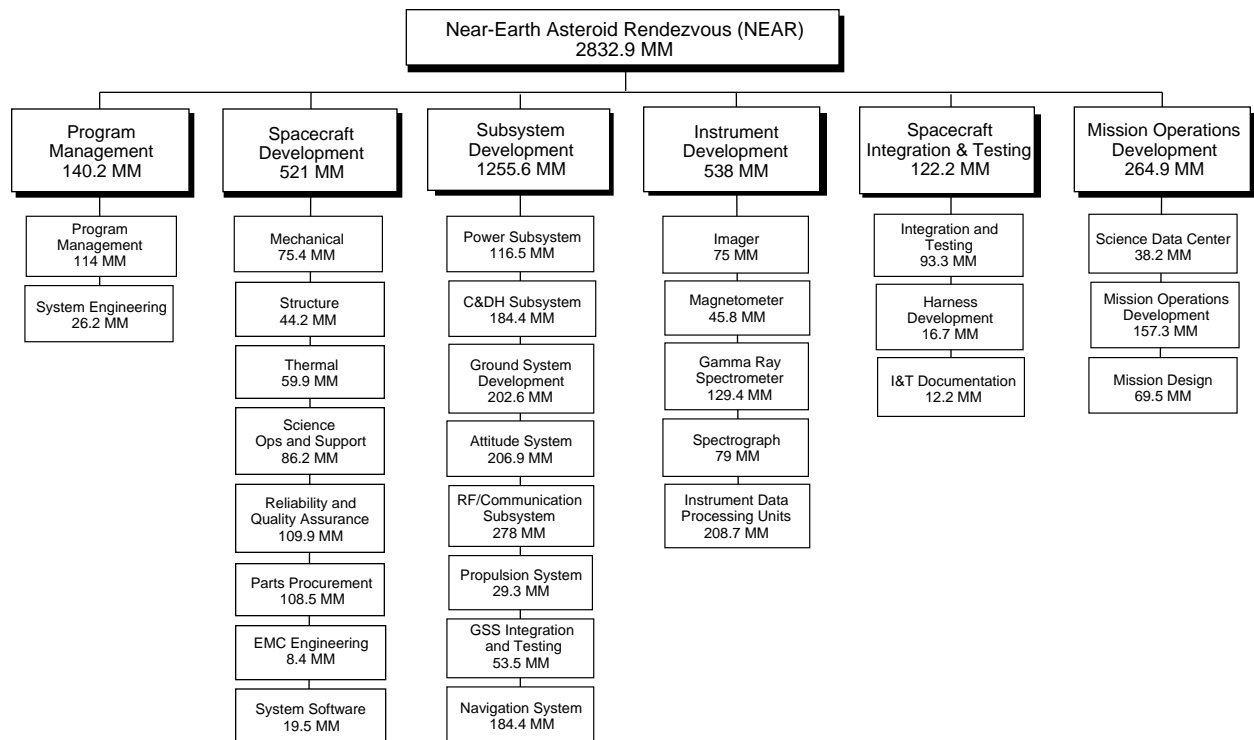 Near-Earth Asteroid Rendezvous (NEAR)
2832.9 MM
Program
Management
140.2 MM
Spacecraft
Development
521 MM
Subsystem
Development
1255.6 MM
Instrument
Development
538 MM
Spacecraft
Integration & Testing
122.2 MM
Mission Operations
Development
264.9 MM
Program
Management
114 MM
System Engineering
26.2 MM
Mechanical
75.4 MM
Structure
44.2 MM
Thermal
59.9 MM
Science
Ops and Support
86.2 MM
Reliability and
Quality Assurance
109.9 MM
Parts Procurement
108.5 MM
EMC Engineering
8.4 MM
System Software
19.5 MM
Power Subsystem
116.5 MM
C&DH Subsystem
184.4 MM
Ground System
Development
202.6 MM
Attitude System
206.9 MM
RF/Communication
Subsystem
278 MM
Propulsion System
29.3 MM
GSS Integration
and Testing
53.5 MM
Navigation System
184.4 MM
Imager
75 MM
Magnetometer
45.8 MM
Gamma Ray
Spectrometer
129.4 MM
Spectrograph
79 MM
Instrument Data
Processing Units
208.7 MM
Integration and
Testing
93.3 MM
Harness
Development
16.7 MM
I&T Documentation
12.2 MM
Science Data Center
38.2 MM
Mission Operations
Development
157.3 MM
Mission Design
69.5 MM